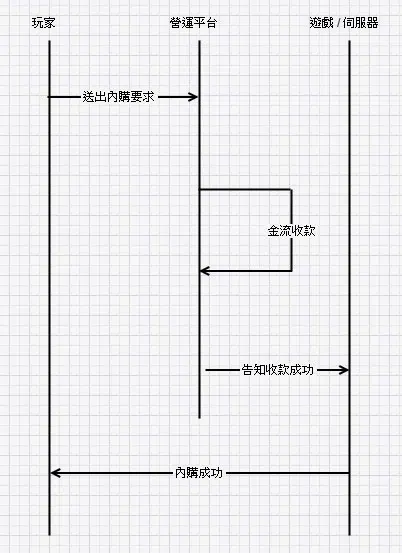 玩家
營運平台
遊戲 / 伺服器
送出內購要求
金流收款
告知收款成功
內購成功